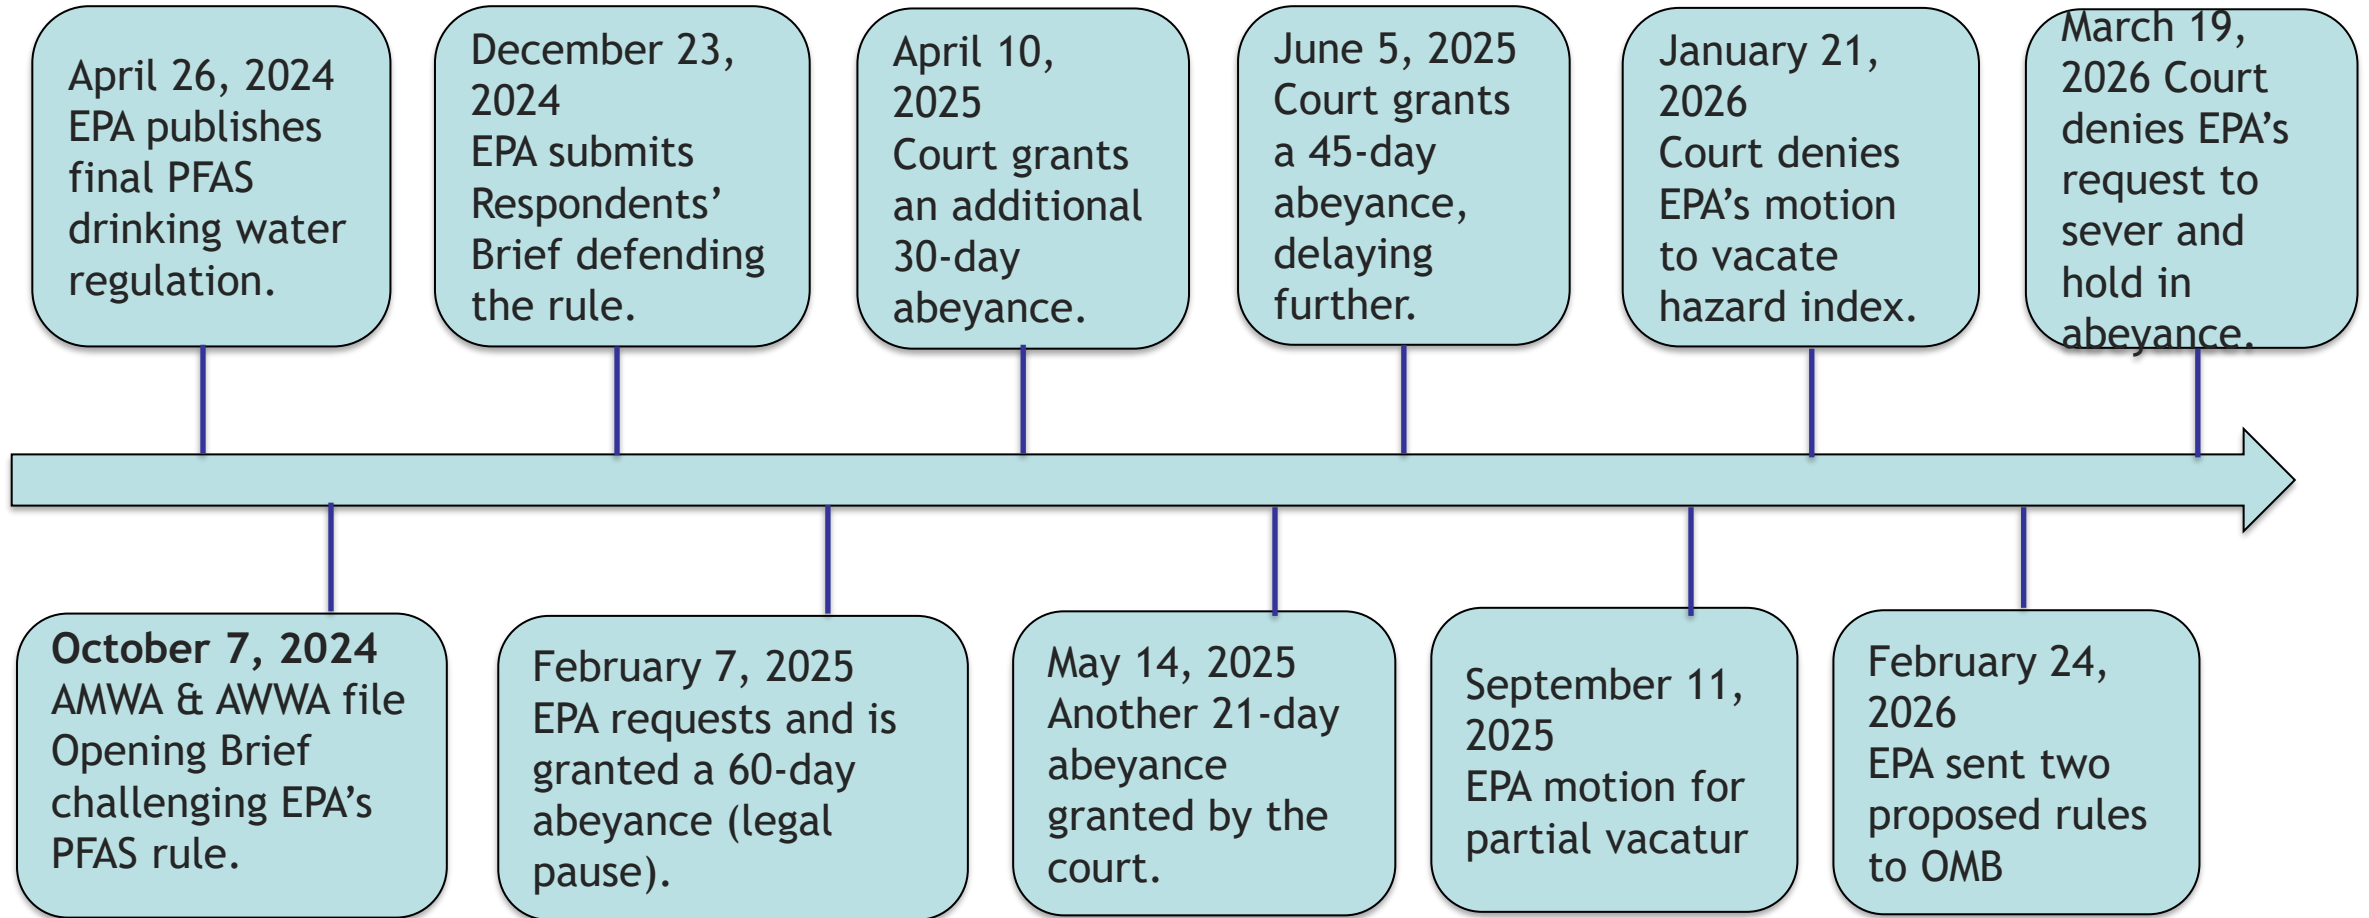 April 26, 2024
EPA publishes
final PFAS
drinking water
regulation.
December 23,
2024
EPA submits
Respondents’
Brief defending
the rule.
April 10,
2025
Court grants
an additional
30-day
abeyance.
June 5, 2025
Court grants
a 45-day
abeyance,
delaying
further.
January 21,
2026
Court denies
EPA’s motion
to vacate
hazard index.
March 19,
2026 Court
denies EPA’s
request to
sever and
hold in
abeyance.
October 7, 2024
AMWA & AWWA file
Opening Brief
challenging EPA’s
PFAS rule.
February 7, 2025
EPA requests and is
granted a 60-day
abeyance (legal
pause).
May 14, 2025
Another 21-day
abeyance
granted by the
court.
September 11,
2025
EPA motion for
partial vacatur
February 24,
2026
EPA sent two
proposed rules
to OMB